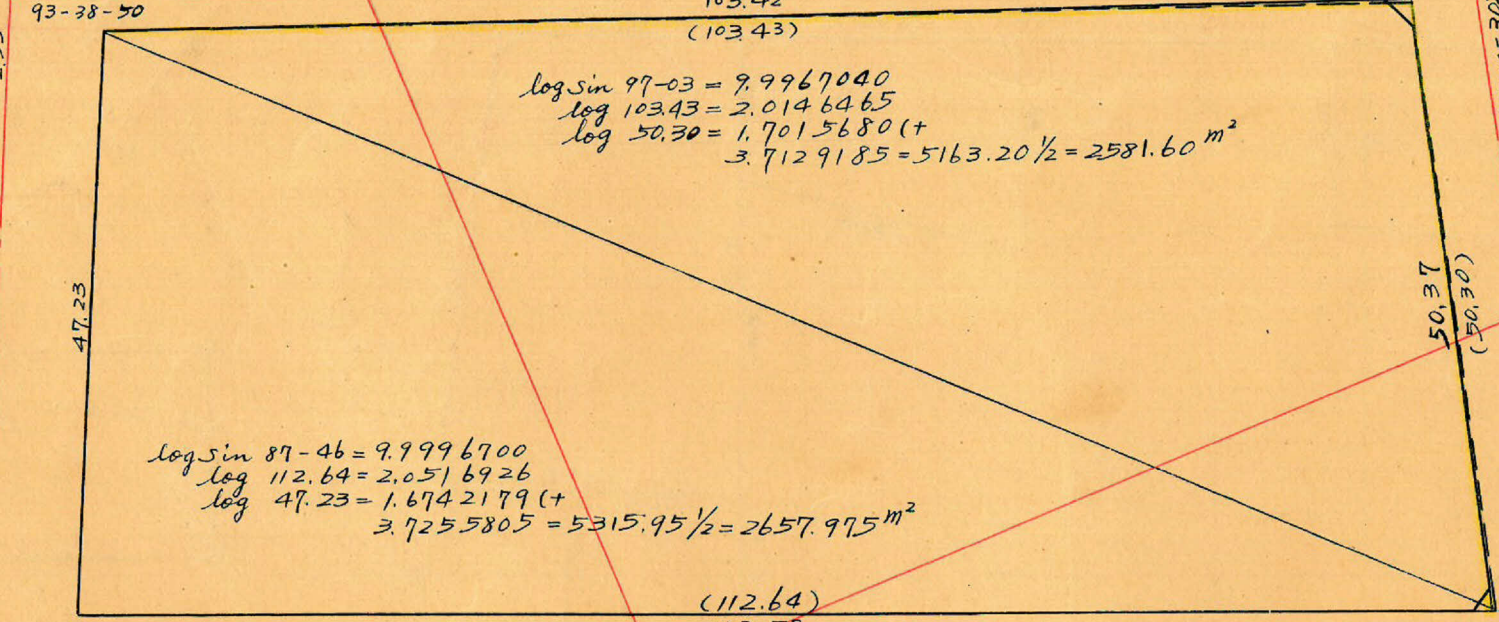 93-38-50
(103.43)
log sin 97-03 = 9.9967040
log 103.43 = 2.0146465
log 50.30 = 1.7015680 (+
3.7129185 = 5163.20 1/2 = 2581.60 m²
47.23
50,37
(50,30)
log sin 87-46 = 9.9996700
log 112.64 = 2.0516926
log 47.23 = 1.6742179 (+
3.7255805 = 5315.95 1/2 = 2657.975 m²
(112.64)